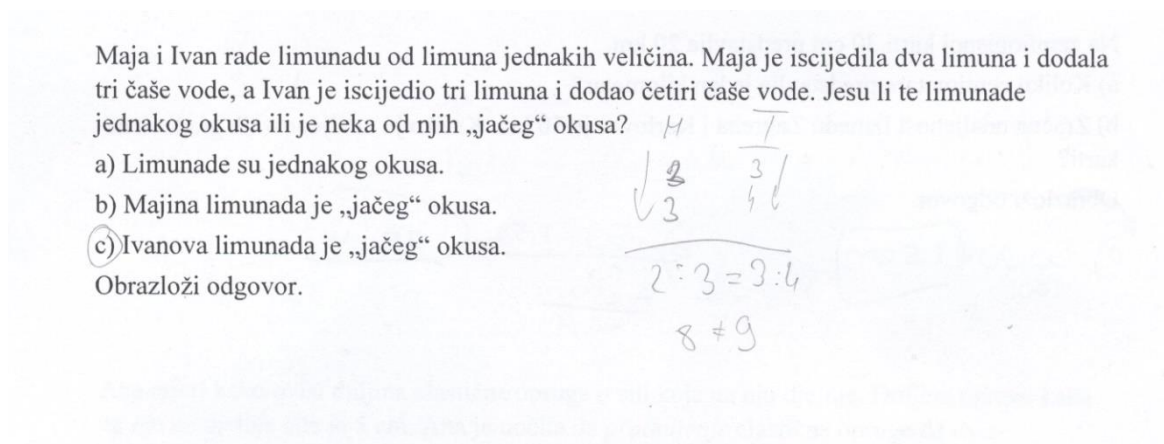 Maja i Ivan rade limunadu od limuna jednakih veličina. Maja je iscijedila dva limuna i dodala
tri čaše vode, a Ivan je iscijedio tri limuna i dodao četiri čaše vode. Jesu li te limunade
jednakog okusa ili je neka od njih „jačeg“ okusa? M I
a) Limunade su jednakog okusa. 2 3
b) Majina limunada je „jačeg“ okusa. 3 4
c) Ivanova limunada je „jačeg“ okusa.
Obrazloži odgovor. 2 : 3 = 3 : 4
8 ≠ 9